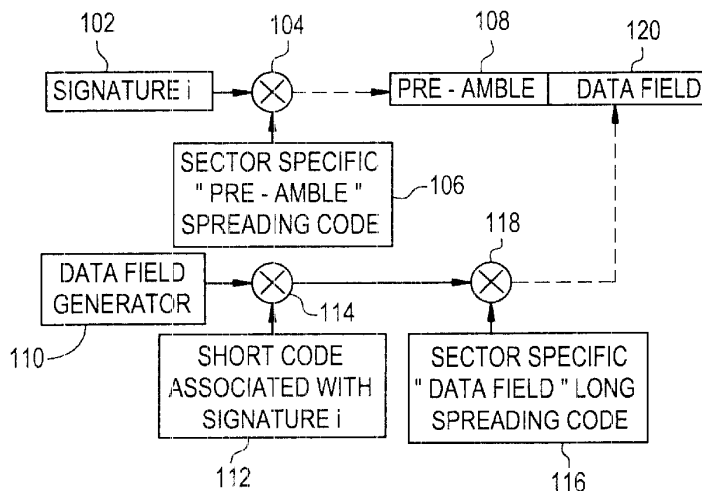 102
104
108
120
SIGNATURE i
PRE - AMBLE
DATA FIELD
SECTOR SPECIFIC
" PRE - AMBLE "
SPREADING CODE
106
118
DATA FIELD
GENERATOR
110
114
SHORT CODE
ASSOCIATED WITH
SIGNATURE i
112
SECTOR SPECIFIC
" DATA FIELD " LONG
SPREADING CODE
116